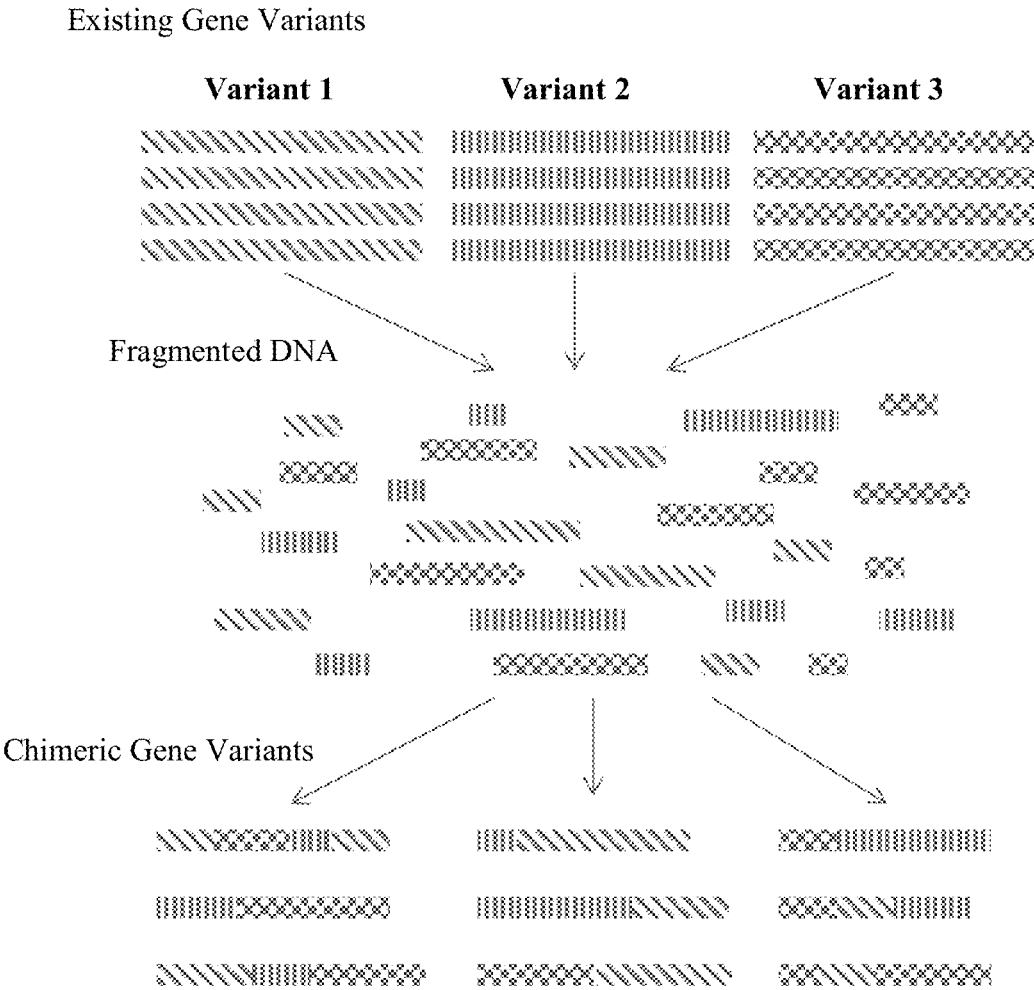 Existing Gene Variants
Variant 1 Variant 2 Variant 3
Fragmented DNA
Chimeric Gene Variants